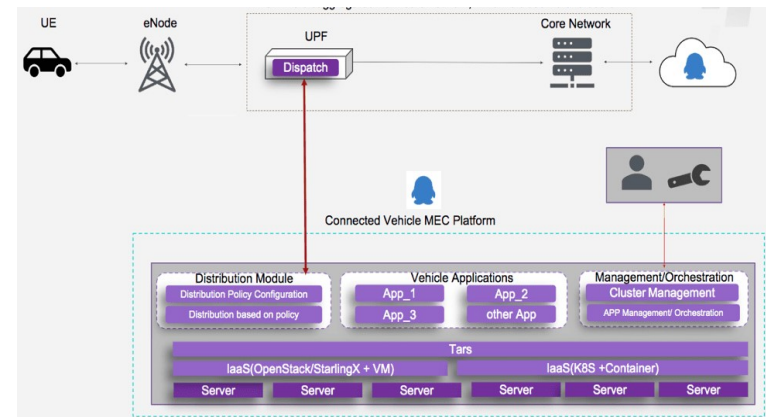 UE
eNode
UPF
Core Network
Dispatch
Connected Vehicle MEC Platform
Distribution Module
Distribution Policy Configuration
Distribution based on policy
Vehicle Applications
App_1
App_2
App_3
other App
Management/Orchestration
Cluster Management
APP Management/ Orchestration
Tars
IaaS(OpenStack/StarlingX + VM)
IaaS(K8S +Container)
Server
Server
Server
Server
Server
Server